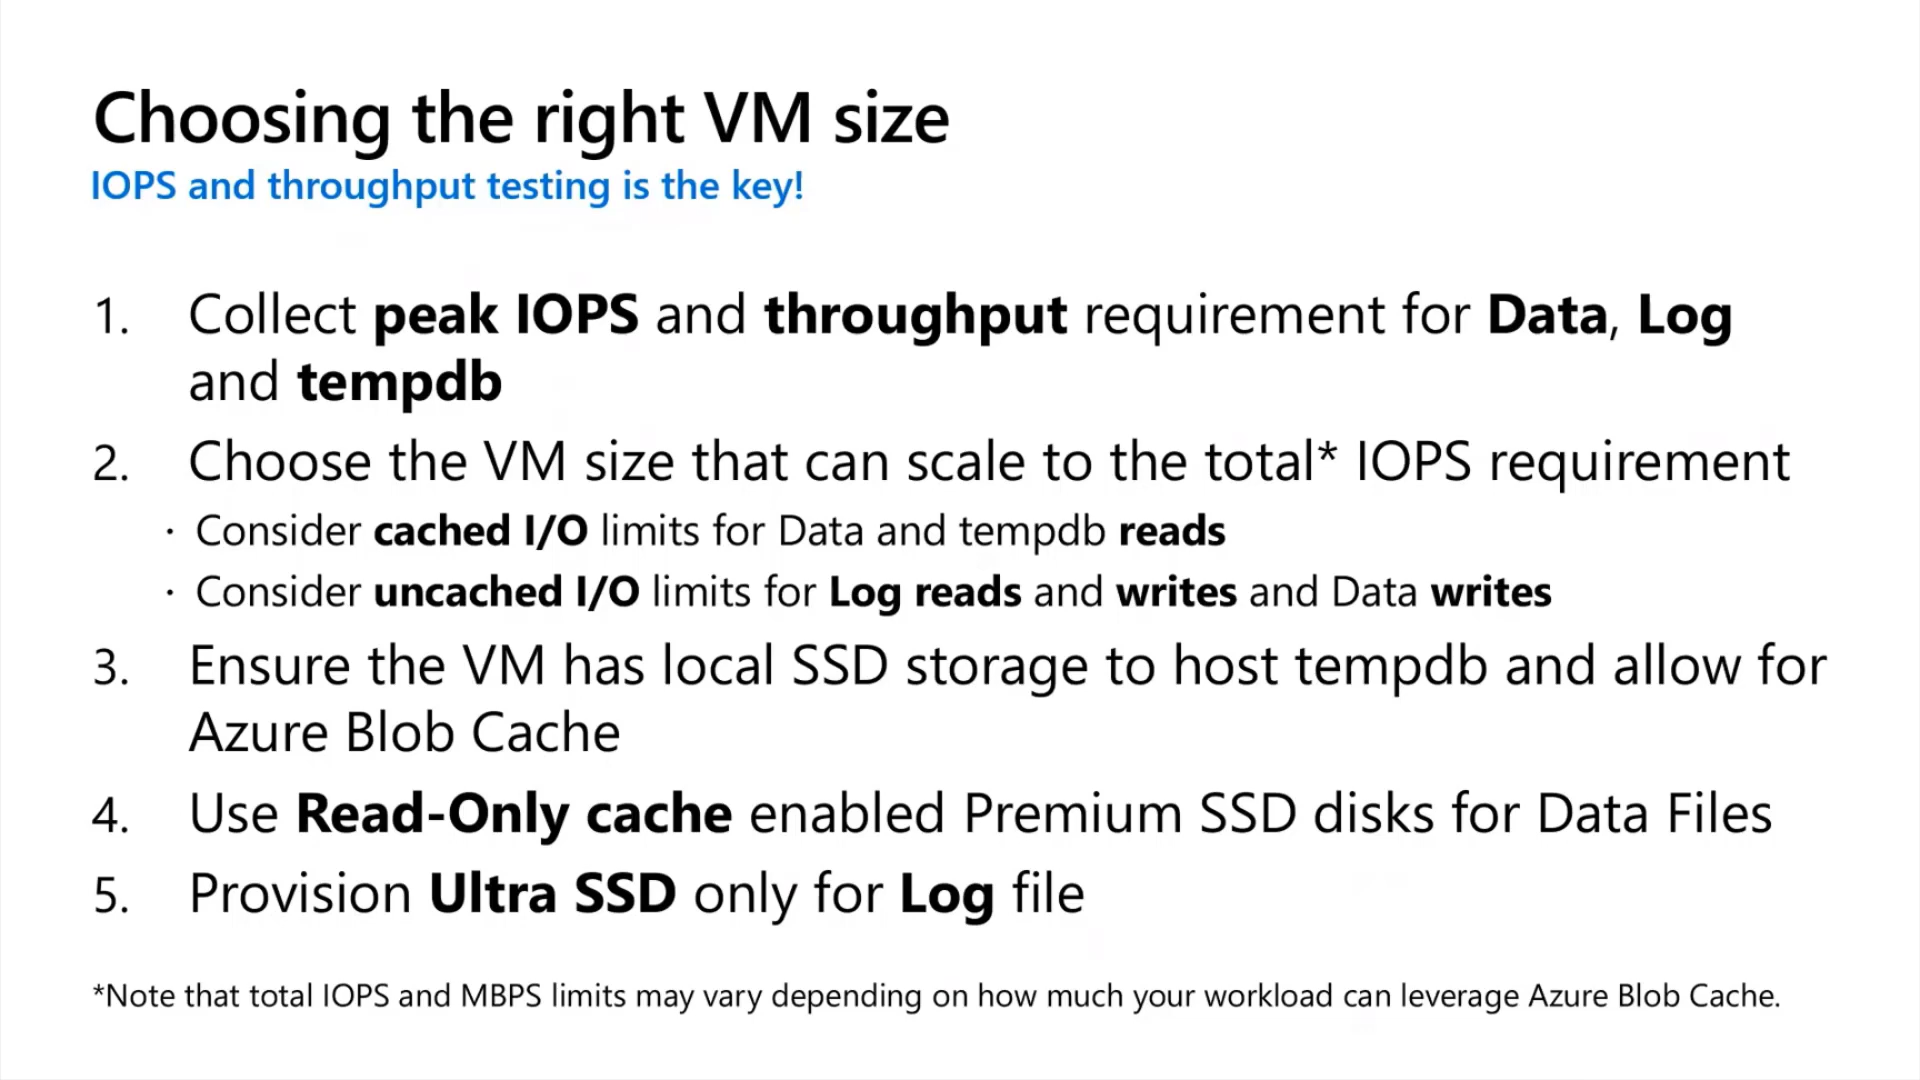 Choosing the right VM size
IOPS and throughput testing is the key!
1. Collect peak IOPS and throughput requirement for Data, Log
and tempdb
2. Choose the VM size that can scale to the total* IOPS requirement
· Consider cached I/O limits for Data and tempdb reads
· Consider uncached I/O limits for Log reads and writes and Data writes
3. Ensure the VM has local SSD storage to host tempdb and allow for
Azure Blob Cache
4. Use Read-Only cache enabled Premium SSD disks for Data Files
5. Provision Ultra SSD only for Log file
*Note that total IOPS and MBPS limits may vary depending on how much your workload can leverage Azure Blob Cache.